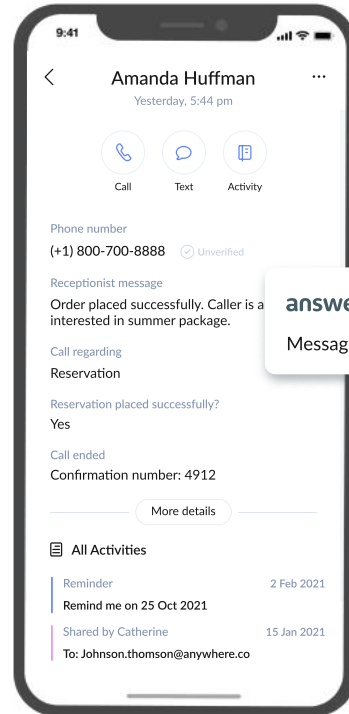 9:41
Amanda Huffman
Yesterday, 5:44 pm
Call Text Activity
Phone number
(+1) 800-700-8888 Unverified
Receptionist message
Order placed successfully. Caller is a
interested in summer package.
answe
Messag
Call regarding
Reservation
Reservation placed successfully?
Yes
Call ended
Confirmation number: 4912
More details
All Activities
Reminder 2 Feb 2021
Remind me on 25 Oct 2021
Shared by Catherine 15 Jan 2021
To: Johnson.thomson@anywhere.co